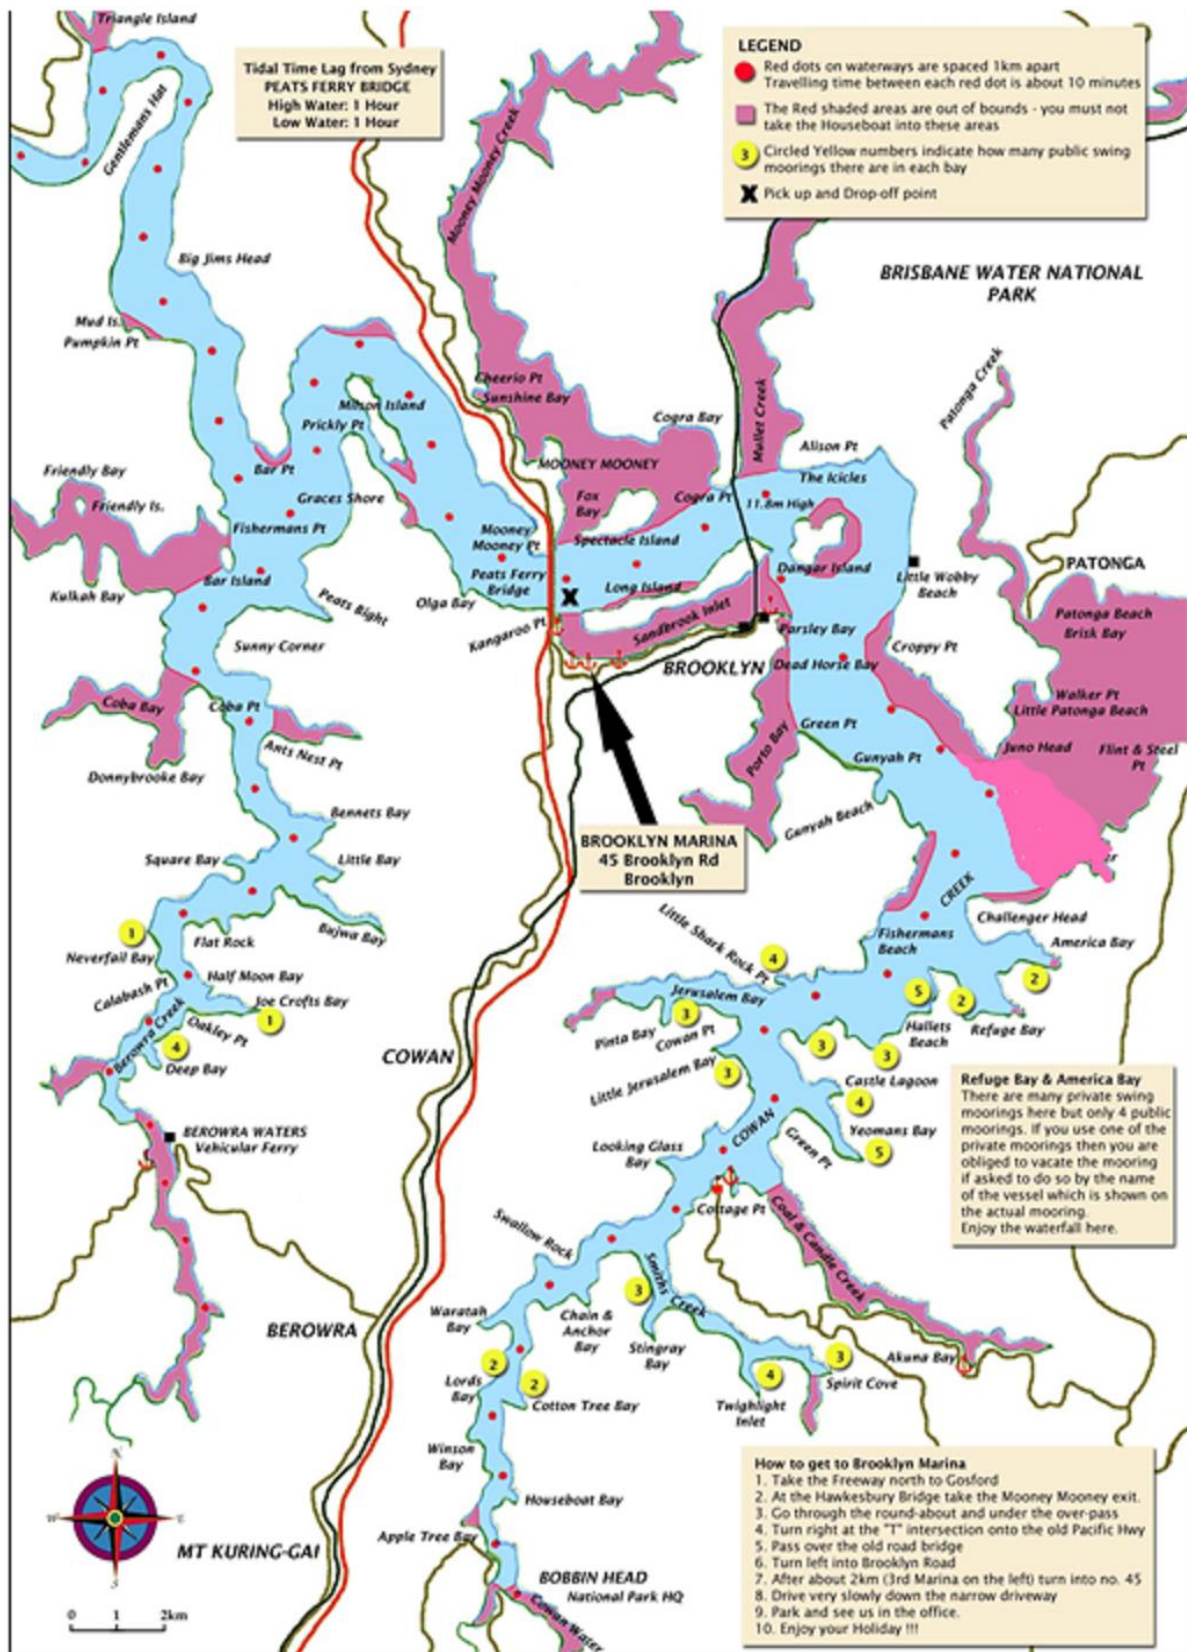 Triangle Island
Gentlemans Hat
Tidal Time Lag from Sydney
PEATS FERRY BRIDGE
High Water: 1 Hour
Low Water: 1 Hour
LEGEND
Red dots on waterways are spaced 1km apart
Travelling time between each red dot is about 10 minutes
The Red shaded areas are out of bounds - you must not
take the Houseboat into these areas
3
Circled Yellow numbers indicate how many public swing
moorings there are in each bay
X Pick up and Drop-off point
Mooney Mooney Creek
Big Jims Head
BRISBANE WATER NATIONAL
PARK
Mud Is.
Pumpkin Pt
Cheerio Pt
Sunshine Bay
Milson Island
Prickly Pt
Cogra Bay
Mullet Creek
Patonga Creek
Alison Pt
The Icicles
MOONEY MOONEY
Bar Pt
Friendly Bay
Friendly Is.
Graces Shore
Fox
Bay
Cogra Pt
11.8m High
Fishermans Pt
Mooney
Mooney Pt
Spectacle Island
Dangar Island
Little Wobby
Beach
PATONGA
Bar Island
Peats Ferry
Bridge
X
Long Island
Kulkah Bay
Peats Bight
Olga Bay
Kangaroo Pt
Sandbrook Inlet
Parsley Bay
Patonga Beach
Brisk Bay
Sunny Corner
BROOKLYN
Dead Horse Bay
Croppy Pt
Coba Bay
Coba Pt
Walker Pt
Little Patonga Beach
Ants Nest Pt
Green Pt
Porto Bay
Gunyah Pt
Juno Head
Flint & Steel
Pt
Donnybrooke Bay
Bennets Bay
Gunyah Beach
BROOKLYN MARINA
45 Brooklyn Rd
Brooklyn
Square Bay
Little Bay
er
CREEK
Little Shark Rock Pt
Challenger Head
Bujwa Bay
Flat Rock
1
Neverfail Bay
Fishermans
Beach
America Bay
4
2
Half Moon Bay
Calabash Pt
Joe Crofts Bay
1
Jerusalem Bay
5
2
Berowra Creek
Oakley Pt
4
Deep Bay
Pinta Bay
3
Cowan Pt
3
Hallets
Beach
Refuge Bay
3
COWAN
Little Jerusalem Bay
3
Castle Lagoon
4
Yeomans Bay
5
Refuge Bay & America Bay
There are many private swing
moorings here but only 4 public
moorings. If you use one of the
private moorings then you are
obliged to vacate the mooring
if asked to do so by the name
of the vessel which is shown on
the actual mooring.
Enjoy the waterfall here.
BEROWRA WATERS
Vehicular Ferry
COWAN
Green Pt
Looking Glass
Bay
Cottage Pt
Coal & Candle Creek
Swallow Rock
Smiths Creek
3
BEROWRA
Waratah
Bay
Chain &
Anchor
Bay
Stingray
Bay
2
Lords
Bay
2
Cotton Tree Bay
3
4
Spirit Cove
Akuna Bay
Twighlight
Inlet
Winson
Bay
Houseboat Bay
Apple Tree Bay
N
W
E
S
MT KURING-GAI
BOBBIN HEAD
National Park HQ
Cowan Water
0 1 2km
How to get to Brooklyn Marina
1. Take the Freeway north to Gosford
2. At the Hawkesbury Bridge take the Mooney Mooney exit.
3. Go through the round-about and under the over-pass
4. Turn right at the "T" intersection onto the old Pacific Hwy
5. Pass over the old road bridge
6. Turn left into Brooklyn Road
7. After about 2km (3rd Marina on the left) turn into no. 45
8. Drive very slowly down the narrow driveway
9. Park and see us in the office.
10. Enjoy your Holiday !!!